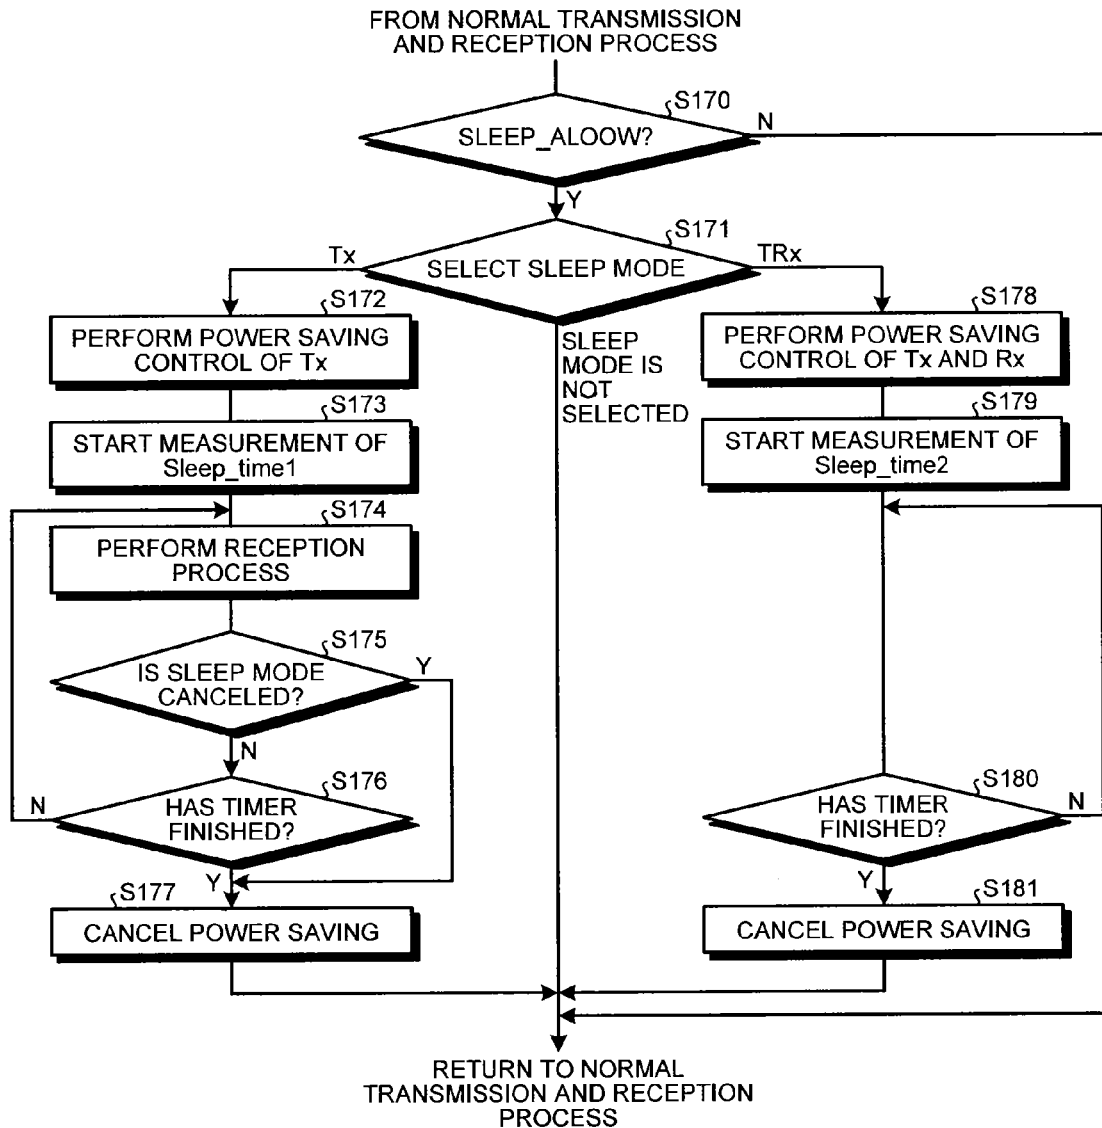 FROM NORMAL TRANSMISSION
AND RECEPTION PROCESS
S170
SLEEP_ALOOW?
N
Y
S171
SELECT SLEEP MODE
Tx
TRx
SLEEP
MODE IS
NOT
SELECTED
S172
PERFORM POWER SAVING
CONTROL OF Tx
S173
START MEASUREMENT OF
Sleep_time1
S174
PERFORM RECEPTION
PROCESS
S175
IS SLEEP MODE
CANCELED?
Y
N
S176
HAS TIMER
FINISHED?
N
Y
S177
CANCEL POWER SAVING
S178
PERFORM POWER SAVING
CONTROL OF Tx AND Rx
S179
START MEASUREMENT OF
Sleep_time2
S180
HAS TIMER
FINISHED?
N
Y
S181
CANCEL POWER SAVING
RETURN TO NORMAL
TRANSMISSION AND RECEPTION
PROCESS